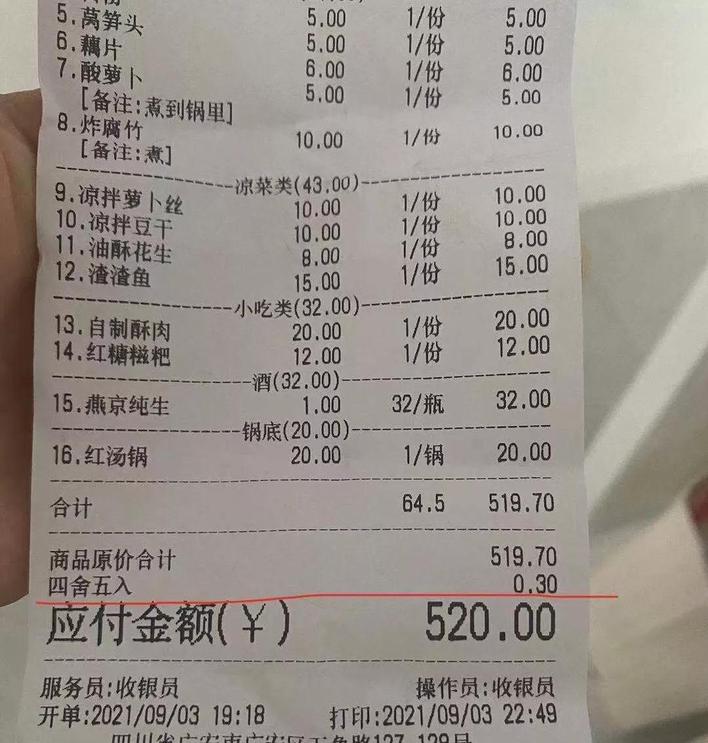 5.莴笋头 5.00 1/份 5.00
6.藕片 5.00 1/份 5.00
7.酸萝卜 6.00 1/份 6.00
[备注:煮到锅里] 5.00 1/份 5.00
8.炸腐竹 10.00 1/份 10.00
[备注:煮]
凉菜类(43.00)
9.凉拌萝卜丝 10.00 1/份 10.00
10.凉拌豆干 10.00 1/份 10.00
11.油酥花生 8.00 1/份 8.00
12.渣渣鱼 15.00 1/份 15.00
小吃类(32.00)
13.自制酥肉 20.00 1/份 20.00
14.红糖糍粑 12.00 1/份 12.00
酒(32.00)
15.燕京纯生 1.00 32/瓶 32.00
锅底(20.00)
16.红汤锅 20.00 1/锅 20.00
合计 64.5 519.70
商品原价合计 519.70
四舍五入 0.30
应付金额(¥) 520.00
服务员:收银员 操作员:收银员
开单:2021/09/03 19:18 打印:2021/09/03 22:49